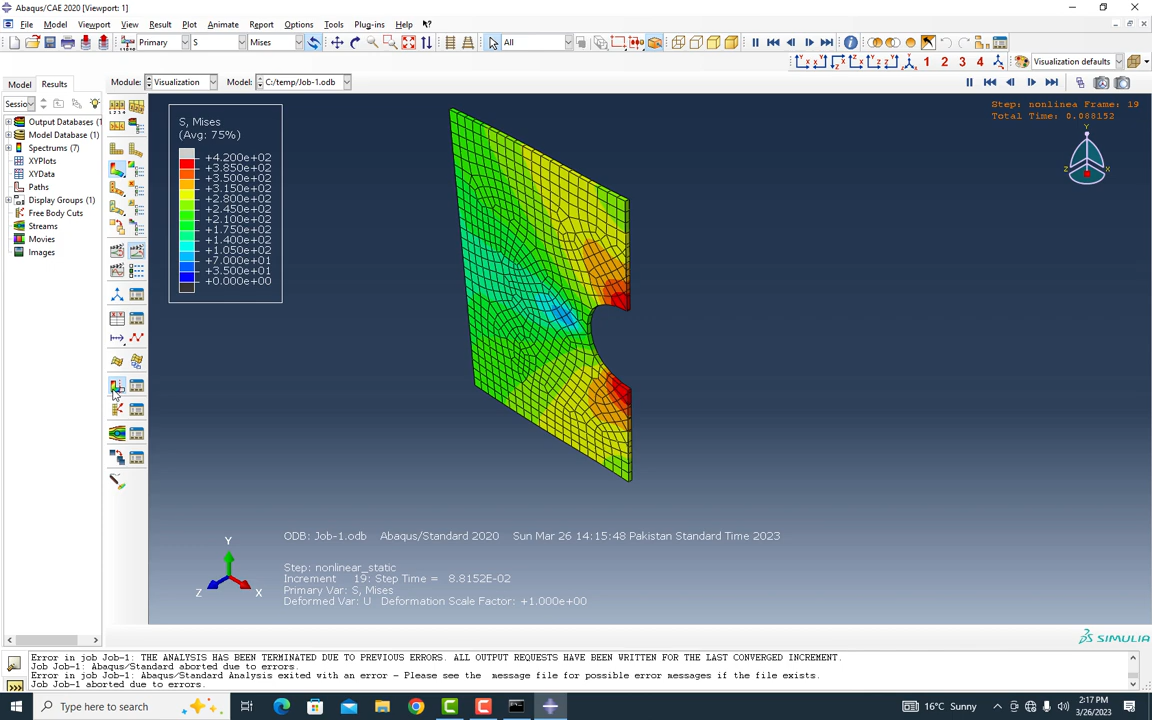 Abaqus/CAE 2020 [Viewport: 1]
File Model Viewport View Result Plot Animate Report Options Tools Plug-ins Help
Primary S Mises All
1 2 3 4 Visualization defaults
Model Results Module: Visualization Model: C:/temp/Job-1.odb
Sessio
Output Databases (
Model Database (1)
Spectrums (7)
XYPlots
XYData
Paths
Display Groups (1)
Free Body Cuts
Streams
Movies
Images
S, Mises
(Avg: 75%)
+4.200e+02
+3.850e+02
+3.500e+02
+3.150e+02
+2.800e+02
+2.450e+02
+2.100e+02
+1.750e+02
+1.400e+02
+1.050e+02
+7.000e+01
+3.500e+01
+0.000e+00
Step: nonlinea Frame: 19
Total Time: 0.088152
Y
Z X
ODB: Job-1.odb Abaqus/Standard 2020 Sun Mar 26 14:15:48 Pakistan Standard Time 2023
Step: nonlinear_static
Increment 19: Step Time = 8.8152E-02
Primary Var: S, Mises
Deformed Var: U Deformation Scale Factor: +1.000e+00
Y
Z X
SIMULIA
Error in job Job-1: THE ANALYSIS HAS BEEN TERMINATED DUE TO PREVIOUS ERRORS. ALL OUTPUT REQUESTS HAVE BEEN WRITTEN FOR THE LAST CONVERGED INCREMENT.
Job Job-1: Abaqus/Standard aborted due to errors.
Error in job Job-1: Abaqus/Standard Analysis exited with an error - Please see the message file for possible error messages if the file exists.
Job Job-1 aborted due to errors.
Type here to search
16°C Sunny
2:17 PM
3/26/2023